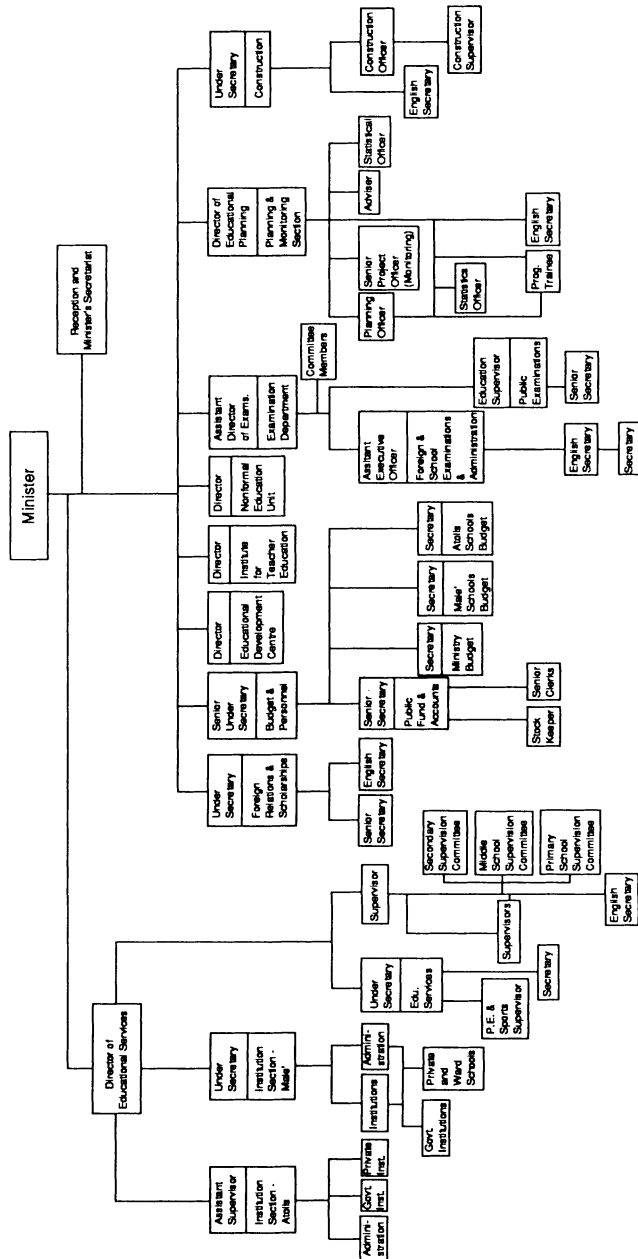 Minister
Reception and
Minister's Secretariat
Director of
Educational Services
Assistant
Supervisor
Institution
Section -
Atolls
Admini-
stration
Govt.
Inst.
Private
Inst.
Under
Secretary
Institution
Section -
Male'
Institutions
Admini-
stration
Govt.
Institutions
Private
and Ward
Schools
Under
Secretary
Edu.
Services
P.E. &
Sports
Supervisor
Secretary
Supervisor
Supervisors
Secondary
Supervision
Committee
Middle
School
Supervision
Committee
Primary
School
Supervision
Committee
English
Secretary
Under
Secretary
Foreign
Relations &
Scholarships
Senior
Secretary
English
Secretary
Senior
Under
Secretary
Budget &
Personnel
Senior
Secretary
Public
Fund &
Accounts
Stock
Keeper
Senior
Clerks
Secretary
Ministry
Budget
Secretary
Male'
Schools
Budget
Secretary
Atolls
Schools
Budget
Director
Educational
Development
Centre
Director
Institute
for
Teacher
Education
Director
Nonformal
Education
Unit
Assistant
Director
of Exams.
Examination
Department
Committee
Members
Assitant
Executive
Officer
Foreign &
School
Examinations
&
Administration
English
Secretary
Secretary
Education
Supervisor
Public
Examinations
Senior
Secretary
Director of
Educational
Planning
Planning &
Monitoring
Section
Planning
Officer
Senior
Project
Officer
(Monitoring)
Adviser
Statistical
Officer
Statistics
Officer
Prog.
Trainee
English
Secretary
Under
Secretary
Construction
English
Secretary
Construction
Officer
Construction
Supervisor